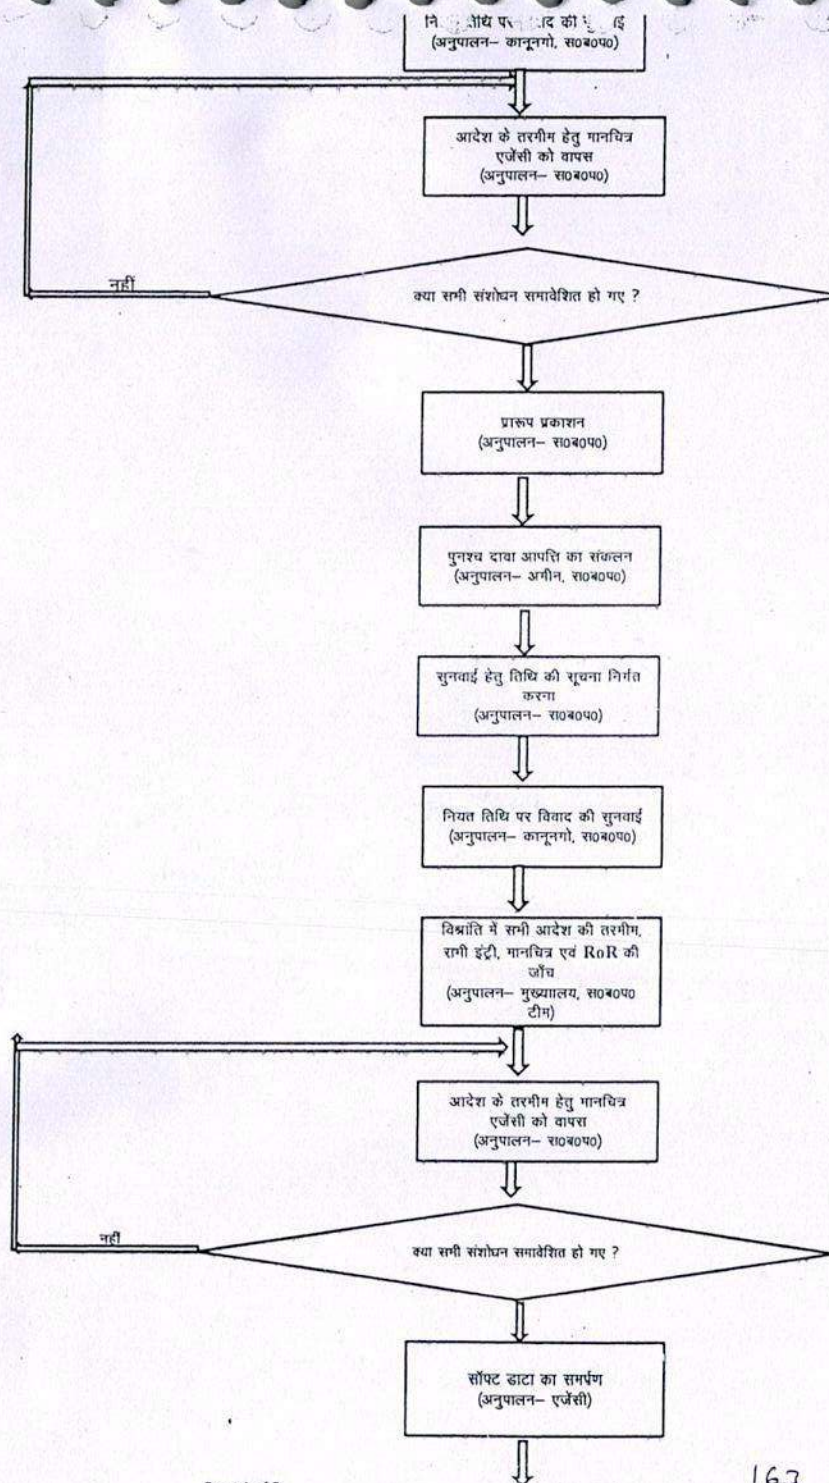 (अनुपालन– कानूनगो, स०ब०प०)
आदेश के तरमीम हेतु मानचित्र
एजेंसी को वापस
(अनुपालन– स०ब०प०)
नहीं
क्या सभी संशोधन समावेशित हो गए ?
प्रारूप प्रकाशन
(अनुपालन– स०ब०प०)
पुनश्च दावा आपत्ति का संकलन
(अनुपालन– अमीन, स०ब०प०)
सुनवाई हेतु तिथि की सूचना निर्गत
करना
(अनुपालन– स०ब०प०)
नियत तिथि पर विवाद की सुनवाई
(अनुपालन– कानूनगो, स०ब०प०)
विश्रांति में सभी आदेश की तरमीम,
सभी इंट्री, मानचित्र एवं RoR की
जाँच
(अनुपालन– मुख्याालय, स०ब०प०
टीम)
आदेश के तरमीम हेतु मानचित्र
एजेंसी को वापस
(अनुपालन– स०ब०प०)
नहीं
क्या सभी संशोधन समावेशित हो गए ?
सॉफ्ट डाटा का समर्पण
(अनुपालन– एजेंसी)
163